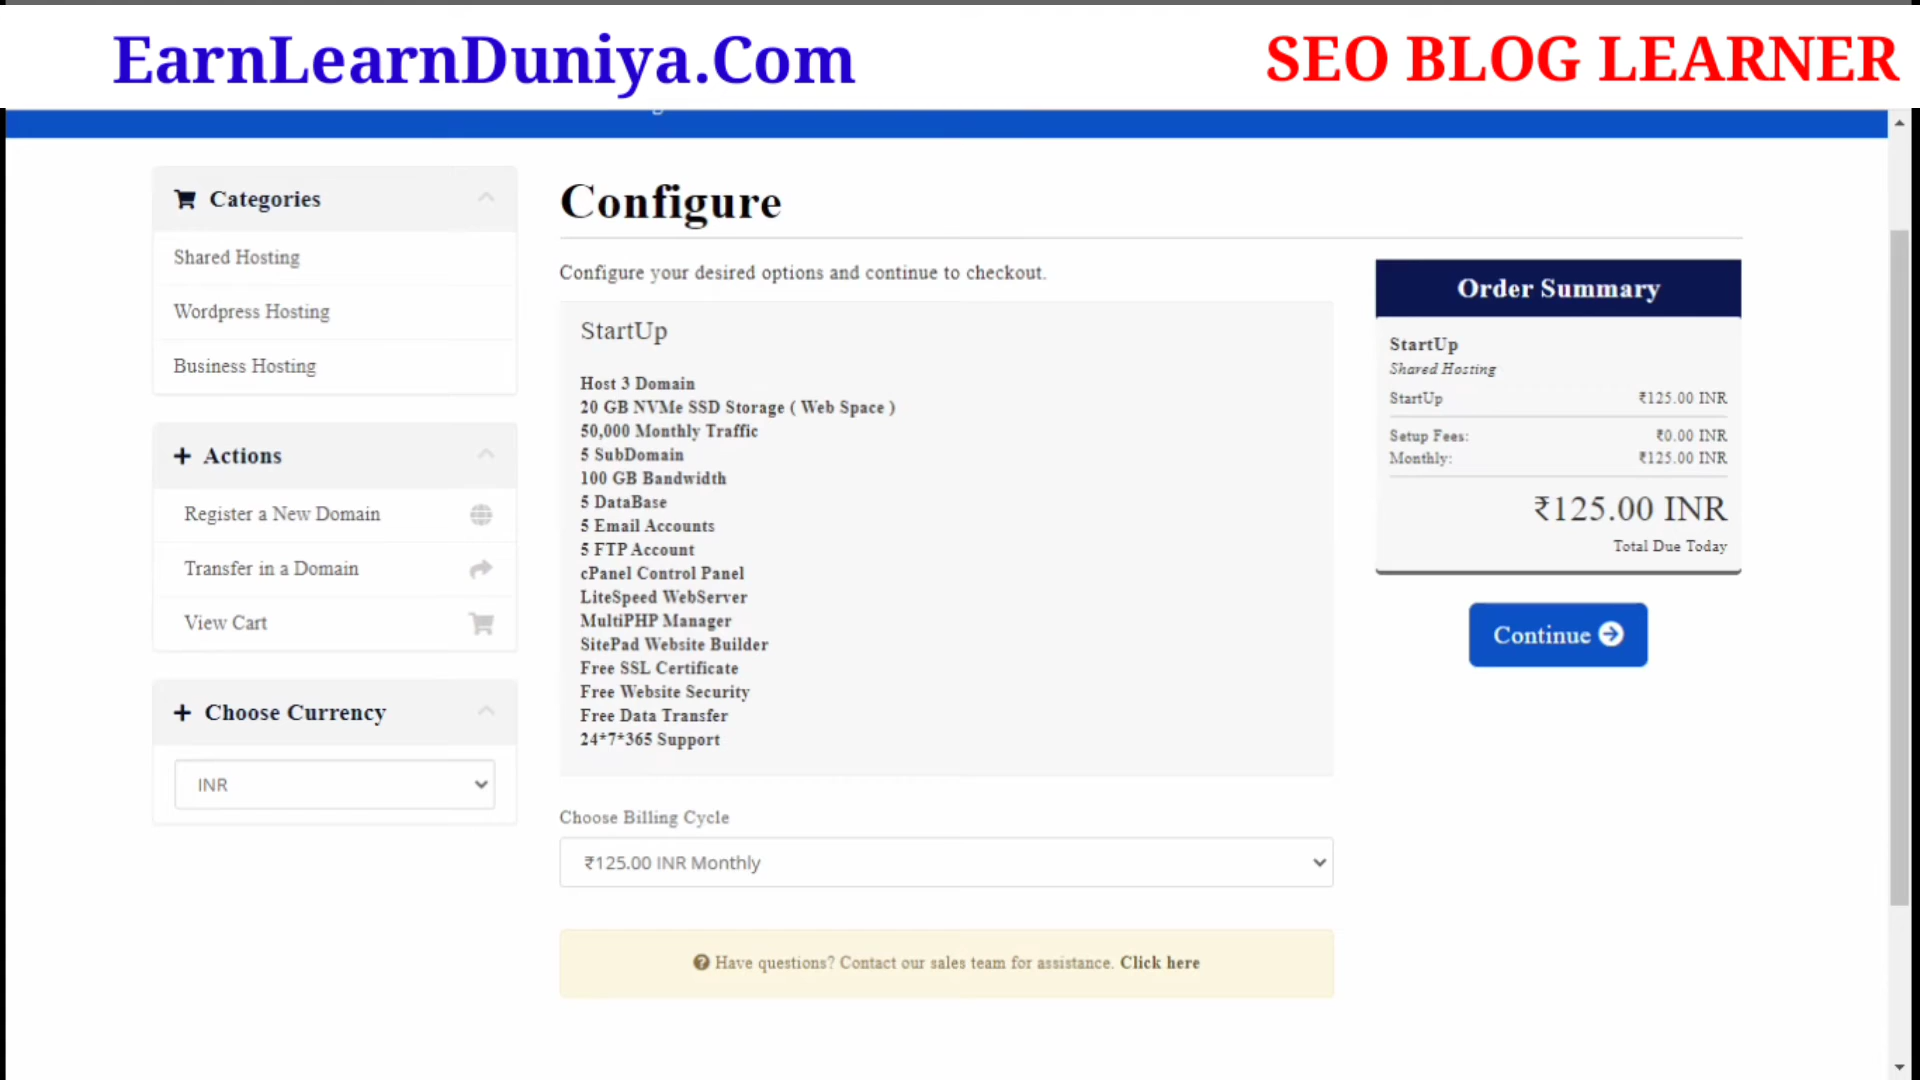 EarnLearnDuniya.Com
SEO BLOG LEARNER
Categories
Shared Hosting
Wordpress Hosting
Business Hosting
Actions
Register a New Domain
Transfer in a Domain
View Cart
Choose Currency
INR
Configure
Configure your desired options and continue to checkout.
StartUp
Host 3 Domain
20 GB NVMe SSD Storage ( Web Space )
50,000 Monthly Traffic
5 SubDomain
100 GB Bandwidth
5 DataBase
5 Email Accounts
5 FTP Account
cPanel Control Panel
LiteSpeed WebServer
MultiPHP Manager
SitePad Website Builder
Free SSL Certificate
Free Website Security
Free Data Transfer
24*7*365 Support
Choose Billing Cycle
₹125.00 INR Monthly
Have questions? Contact our sales team for assistance. Click here
Order Summary
StartUp
Shared Hosting
StartUp ₹125.00 INR
Setup Fees: ₹0.00 INR
Monthly: ₹125.00 INR
₹125.00 INR
Total Due Today
Continue